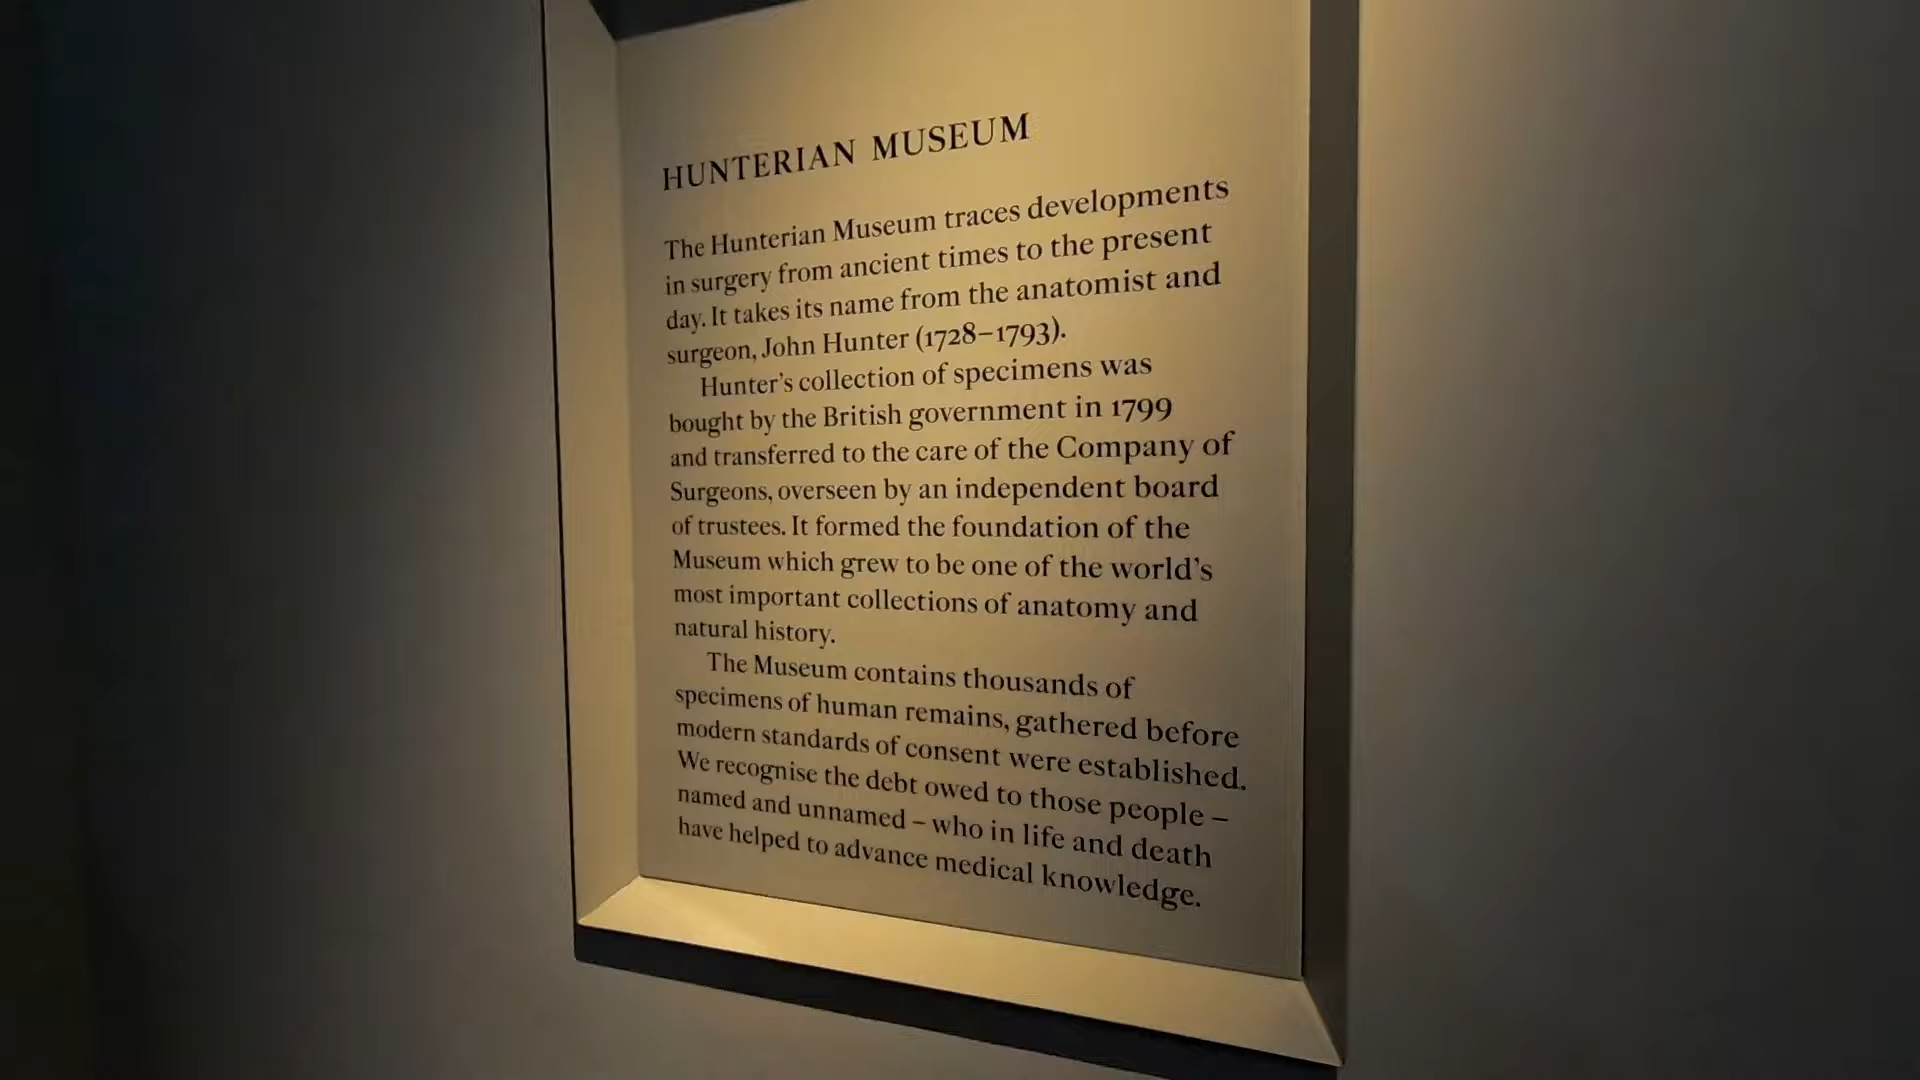 HUNTERIAN MUSEUM
The Hunterian Museum traces developments
in surgery from ancient times to the present
day. It takes its name from the anatomist and
surgeon, John Hunter (1728–1793).
Hunter’s collection of specimens was
bought by the British government in 1799
and transferred to the care of the Company of
Surgeons, overseen by an independent board
of trustees. It formed the foundation of the
Museum which grew to be one of the world’s
most important collections of anatomy and
natural history.
The Museum contains thousands of
specimens of human remains, gathered before
modern standards of consent were established.
We recognise the debt owed to those people –
named and unnamed – who in life and death
have helped to advance medical knowledge.